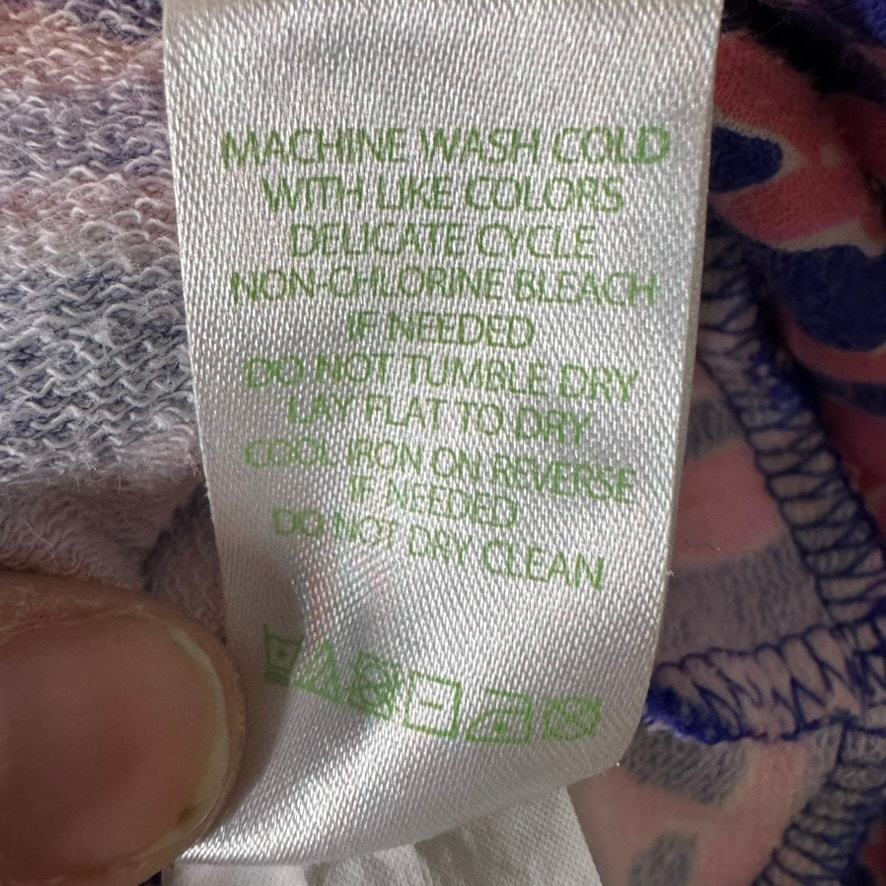 MACHINE WASH COLD
WITH LIKE COLORS
DELICATE CYCLE
NON-CHLORINE BLEACH
IF NEEDED
DO NOT TUMBLE DRY
LAY FLAT TO DRY
COOL IRON ON REVERSE
IF NEEDED
DO NOT DRY CLEAN